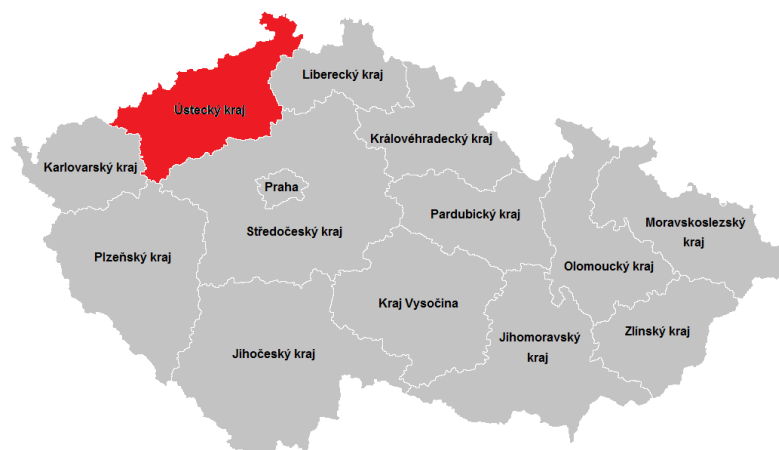 Liberecký kraj
Ústecký kraj
Královéhradecký kraj
Karlovarský kraj
Praha
Pardubický kraj
Moravskoslezský
kraj
Středočeský kraj
Plzeňský kraj
Olomoucký kraj
Kraj Vysočina
Zlínský kraj
Jihomoravský
kraj
Jihočeský kraj